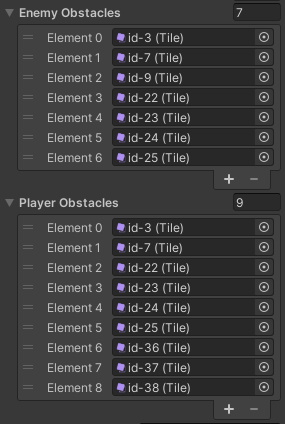 Enemy Obstacles 7
Element 0 id-3 (Tile)
Element 1 id-7 (Tile)
Element 2 id-9 (Tile)
Element 3 id-22 (Tile)
Element 4 id-23 (Tile)
Element 5 id-24 (Tile)
Element 6 id-25 (Tile)
+ −
Player Obstacles 9
Element 0 id-3 (Tile)
Element 1 id-7 (Tile)
Element 2 id-22 (Tile)
Element 3 id-23 (Tile)
Element 4 id-24 (Tile)
Element 5 id-25 (Tile)
Element 6 id-36 (Tile)
Element 7 id-37 (Tile)
Element 8 id-38 (Tile)
+ −